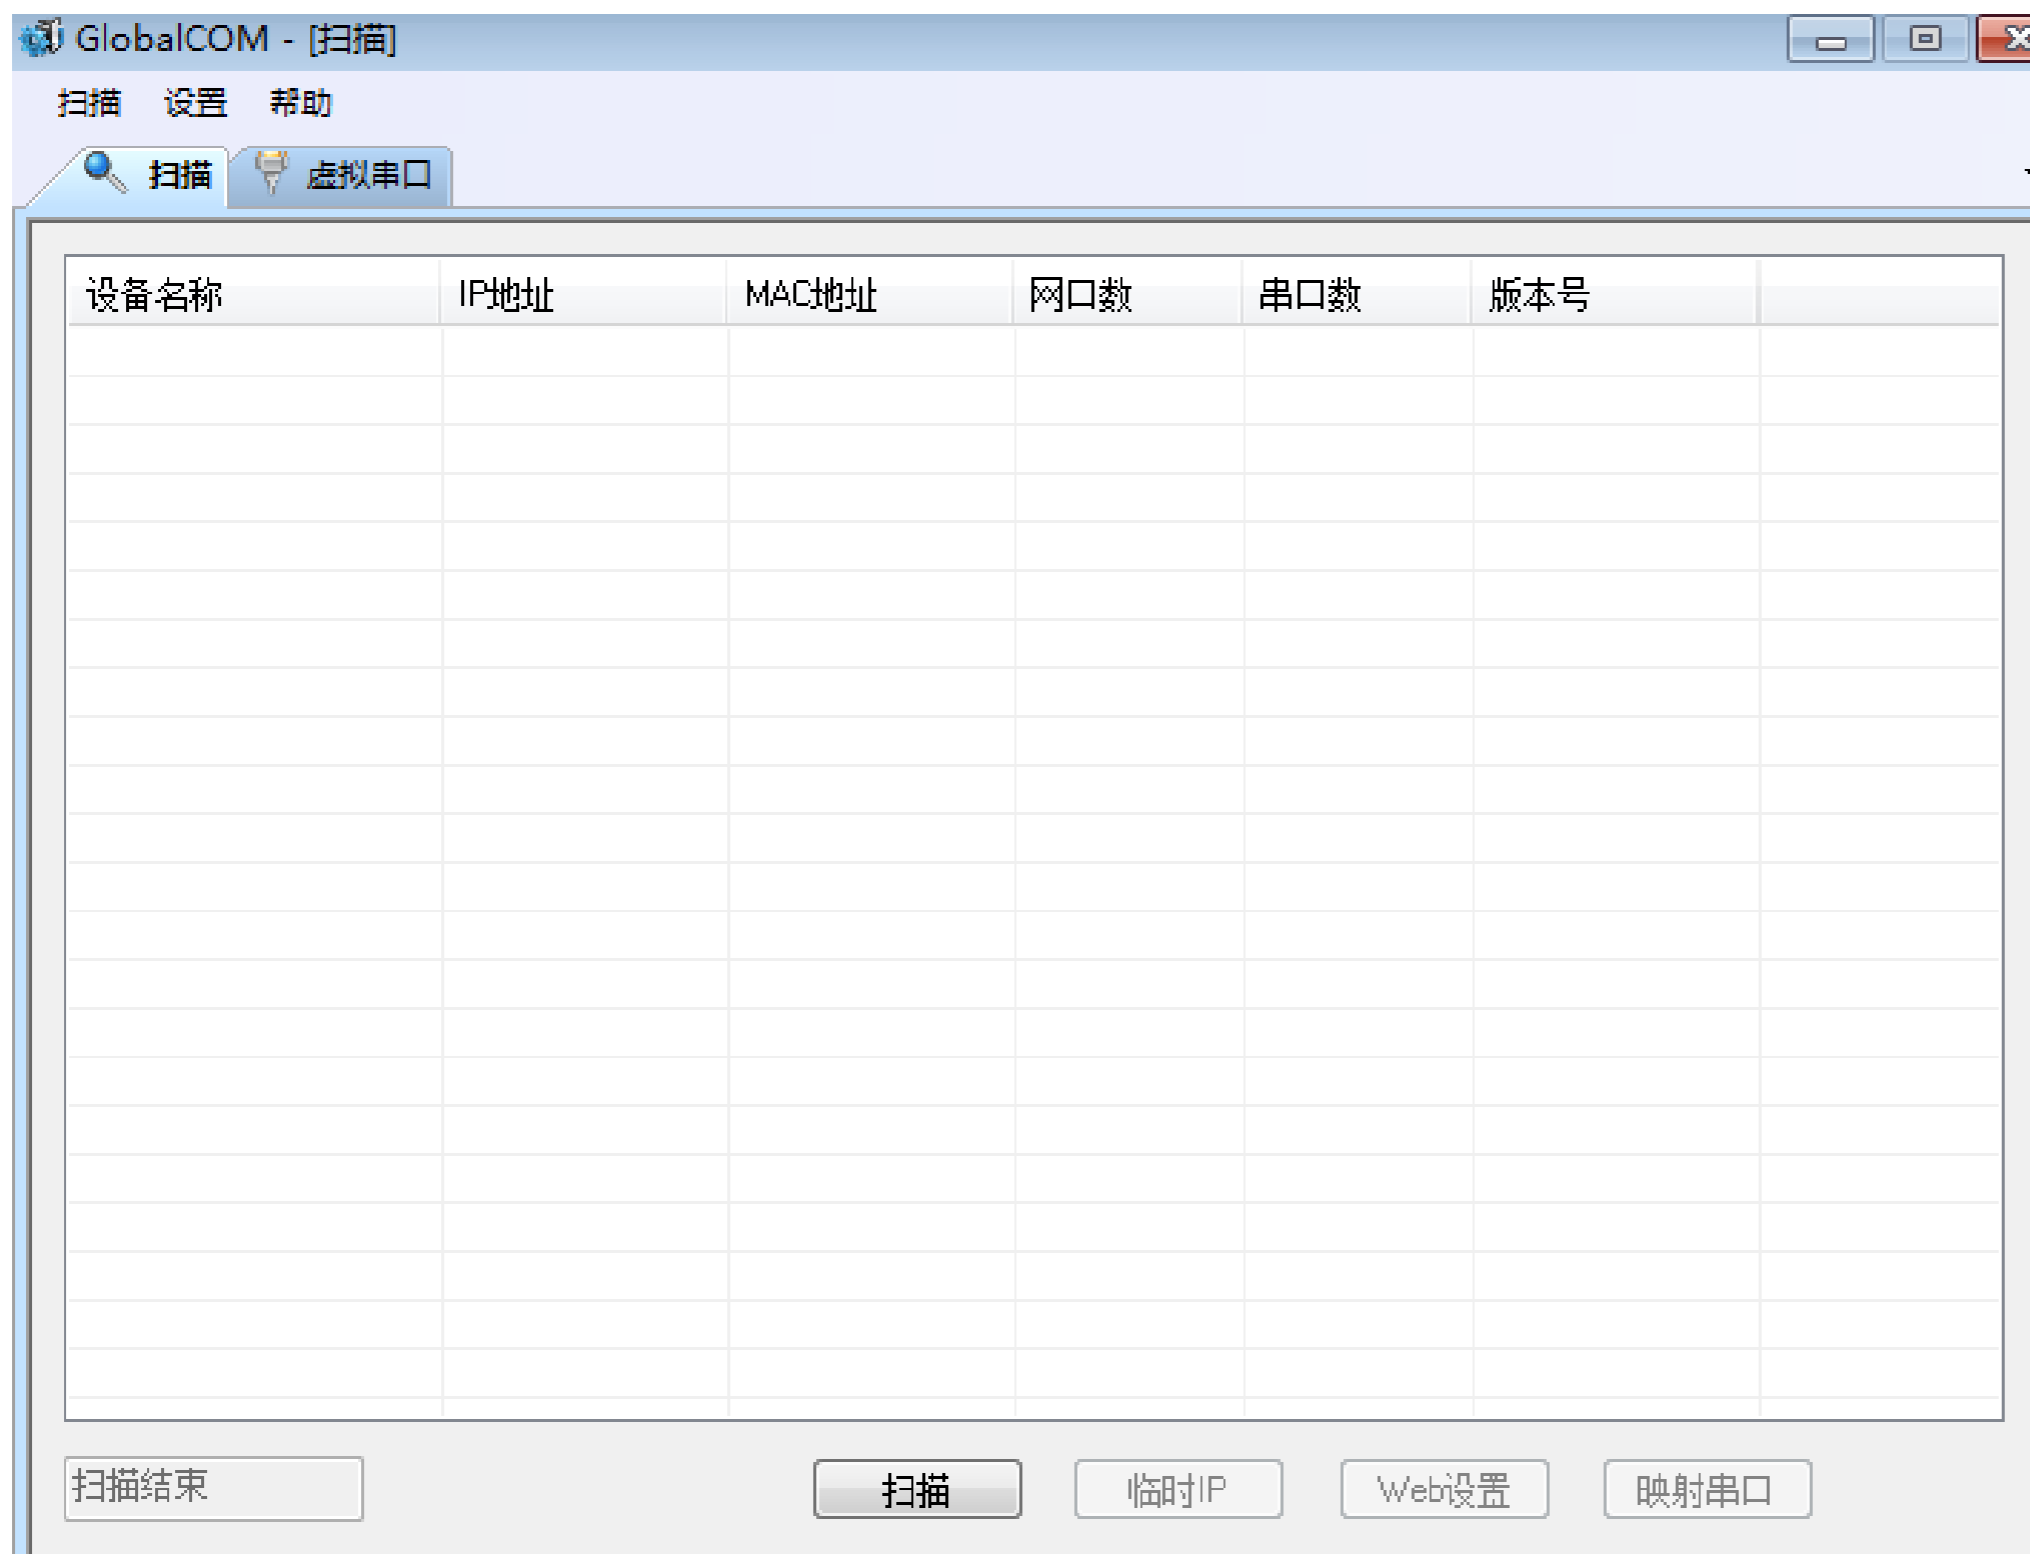 GlobalCOM - [扫描]
扫描 设置 帮助
扫描 虚拟串口
设备名称 IP地址 MAC地址 网口数 串口数 版本号
扫描结束 扫描 临时IP Web设置 映射串口